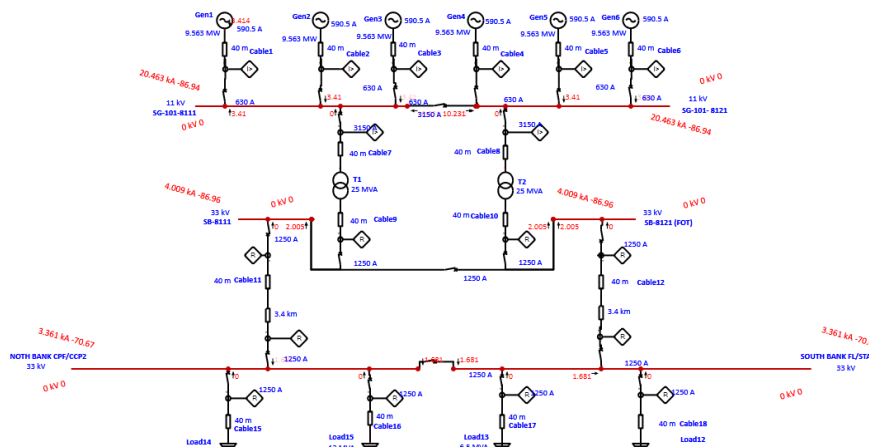 Gen1
3.414
590.5 A
9.563 MW
40 m
Cable1
I>
Gen2
590.5 A
9.563 MW
40 m
Cable2
I>
Gen3
590.5 A
9.563 MW
40 m
Cable3
I>
Gen4
590.5 A
9.563 MW
40 m
Cable4
I>
Gen5
590.5 A
9.563 MW
40 m
Cable5
I>
Gen6
590.5 A
9.563 MW
40 m
Cable6
I>
20.463 kA -86.94
0 kV 0
11 kV
SG-101-8111
0 kV 0
630 A
3.41
3.41
630 A
3150 A
10.231
630 A
3.41
630 A
11 kV
SG-101- 8121
20.463 kA -86.94
0
3150 A
I>
40 m
Cable7
T1
25 MVA
40 m
Cable9
R
1250 A
0
3150 A
I>
40 m
Cable8
T2
25 MVA
40 m
Cable10
R
1250 A
4.009 kA -86.96
0 kV 0
33 kV
SB-8111
0
2.005
4.009 kA -86.96
0 kV 0
2.005
2.005
0
33 kV
SB-8121 (FOT)
1250 A
R
40 m
Cable11
3.4 km
R
1250 A
1250 A
1250 A
R
40 m
Cable12
3.4 km
R
1250 A
3.361 kA -70.67
NOTH BANK CPF/CCP2
33 kV
0 kV 0
1.681
1.681
1.681
SOUTH BANK FL/STA
33 kV
0 kV 0
0
1250 A
R
40 m
Cable15
Load14
0
1250 A
R
40 m
Cable16
Load15
0
1250 A
R
40 m
Cable17
Load13
0
1250 A
R
40 m
Cable18
Load12